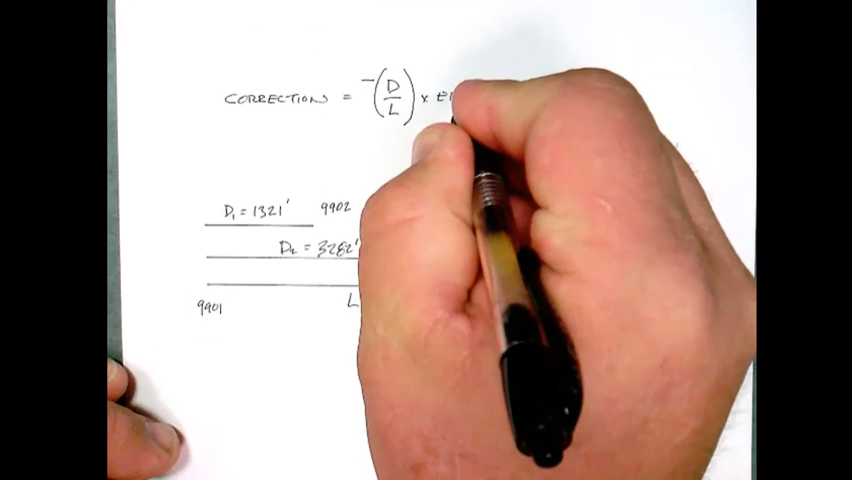 CORRECTION = -(D/L) x
D₁ = 1321' 9902
D₂ = 3282'
9901 L